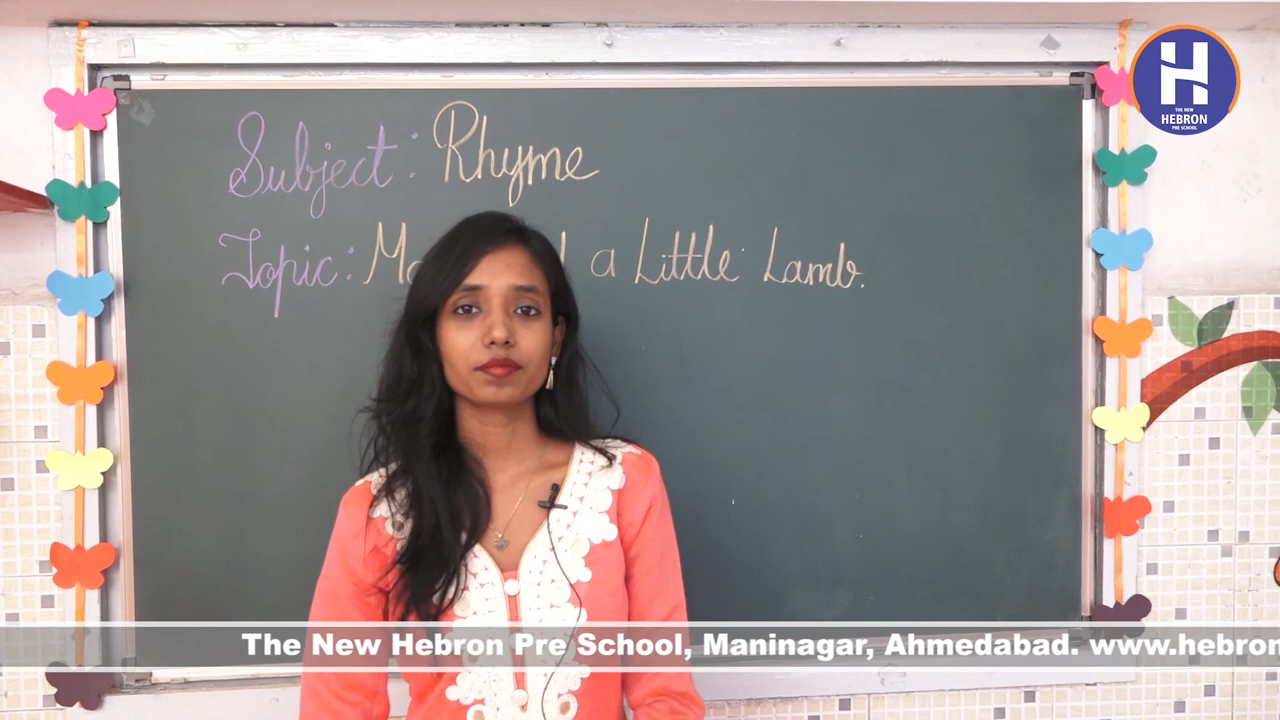 Subject: Rhyme
Topic: Ma a Little Lamb.
H
THE NEW
HEBRON
PRE SCHOOL
The New Hebron Pre School, Maninagar, Ahmedabad. www.hebron